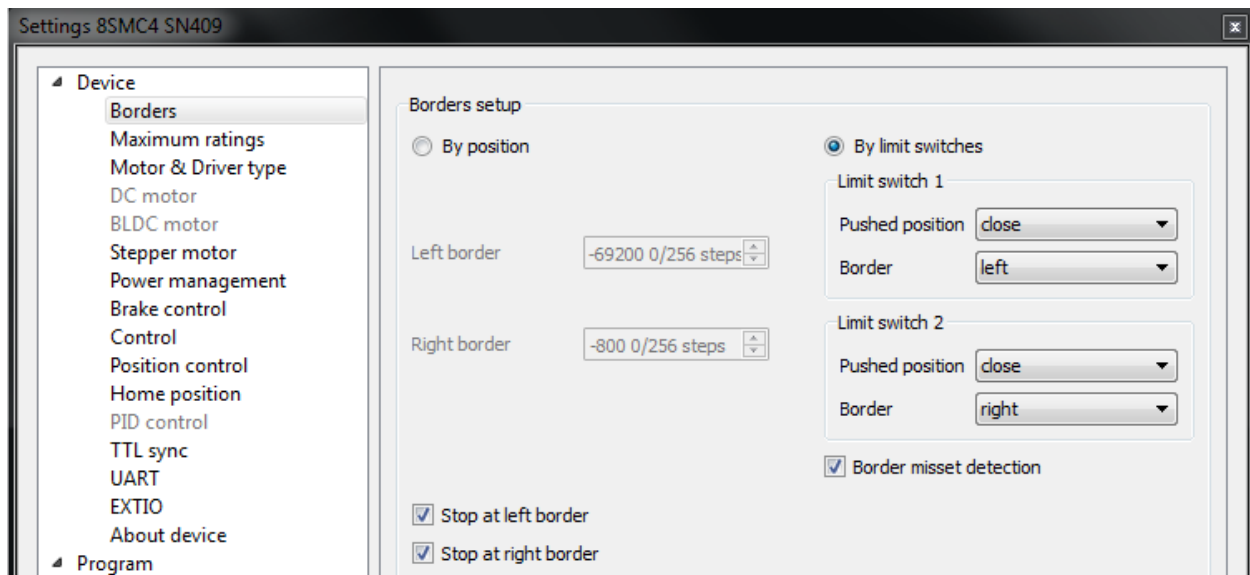 Settings 8SMC4 SN409
Device
Borders
Maximum ratings
Motor & Driver type
DC motor
BLDC motor
Stepper motor
Power management
Brake control
Control
Position control
Home position
PID control
TTL sync
UART
EXTIO
About device
Program
Borders setup
By position
Left border -69200 0/256 steps
Right border -800 0/256 steps
By limit switches
Limit switch 1
Pushed position close
Border left
Limit switch 2
Pushed position close
Border right
Border misset detection
Stop at left border
Stop at right border